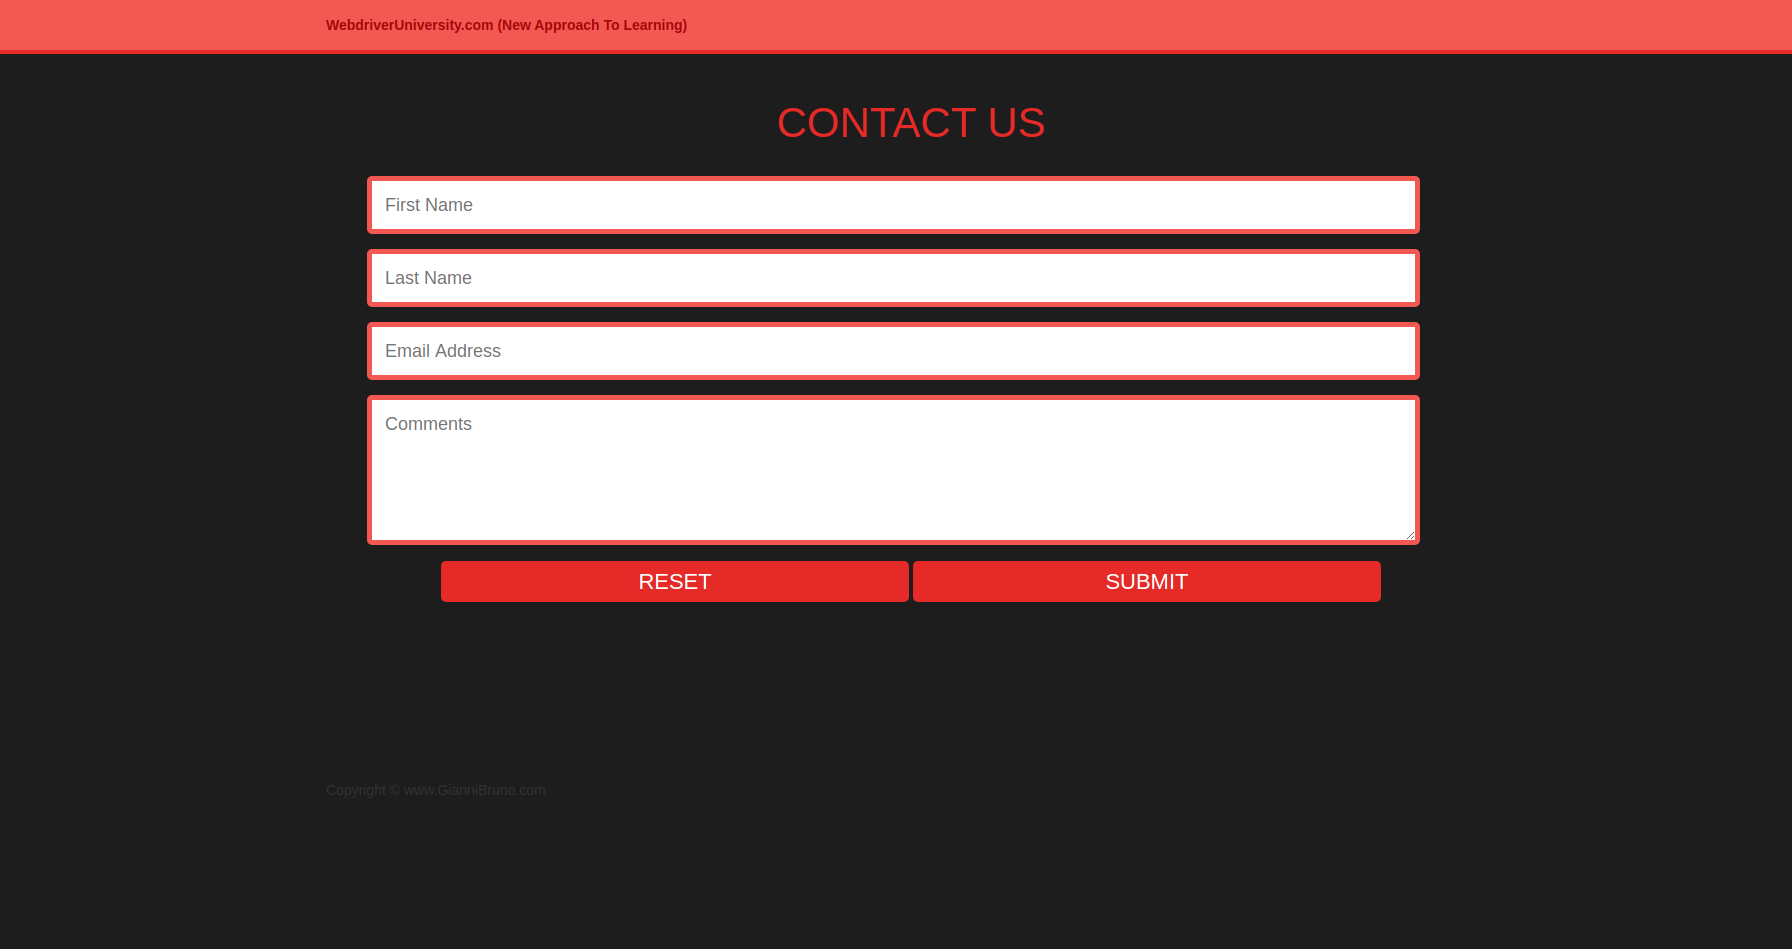 WebdriverUniversity.com (New Approach To Learning)
CONTACT US
First Name
Last Name
Email Address
Comments
RESET SUBMIT
Copyright © www.GianniBruno.com